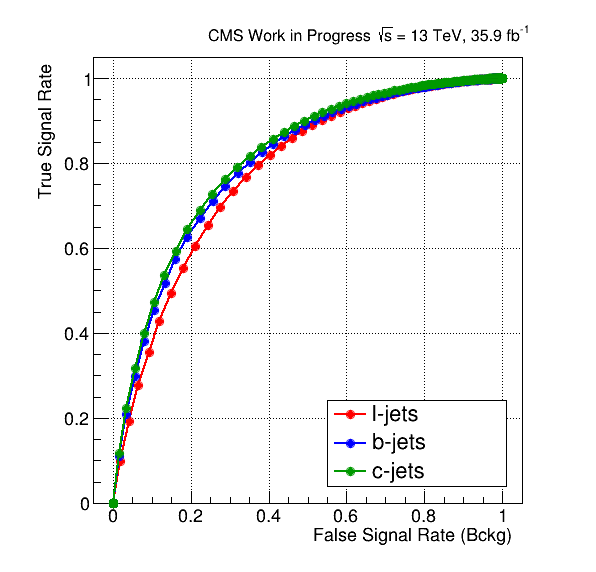 CMS Work in Progress √s = 13 TeV, 35.9 fb⁻¹
True Signal Rate
1
0.8
0.6
0.4
0.2
0
l-jets
b-jets
c-jets
0 0.2 0.4 0.6 0.8 1
False Signal Rate (Bckg)